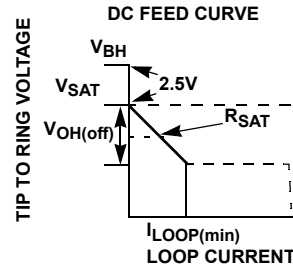 DC FEED CURVE
TIP TO RING VOLTAGE
VBH
2.5V
VSAT
RSAT
VOH(off)
ILOOP(min)
LOOP CURRENT